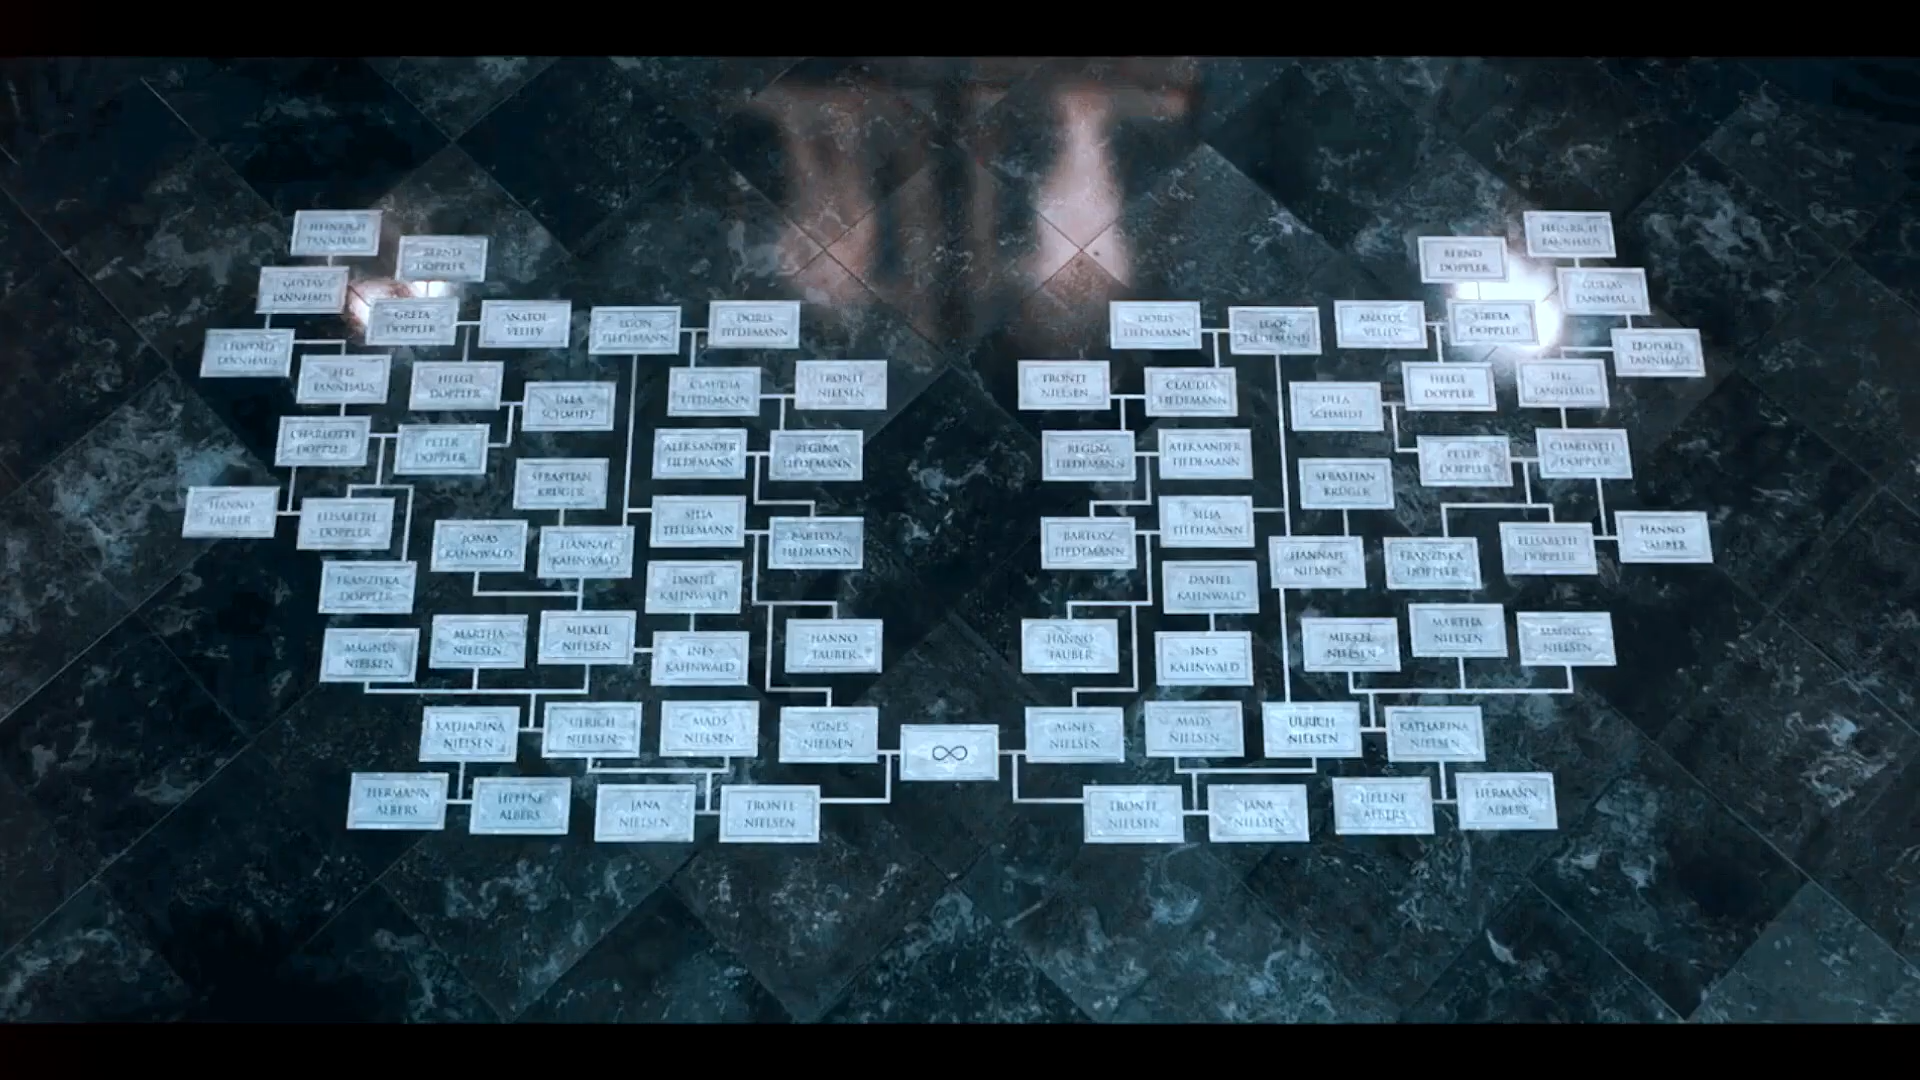 HEINRICH
TANNHAUS
BERND
DOPPLER
GUSTAV
TANNHAUS
GRETA
DOPPLER
ANATOL
VELIEV
EGON
TIEDEMANN
DORIS
TIEDEMANN
LEOPOLD
TANNHAUS
H.G.
TANNHAUS
HELGE
DOPPLER
ULLA
SCHMIDT
CLAUDIA
TIEDEMANN
TRONTE
NIELSEN
CHARLOTTE
DOPPLER
PETER
DOPPLER
ALEKSANDER
TIEDEMANN
REGINA
TIEDEMANN
SEBASTIAN
KRÜGER
HANNO
TAUBER
ELISABETH
DOPPLER
JONAS
KAHNWALD
HANNAH
KAHNWALD
SILJA
TIEDEMANN
BARTOSZ
TIEDEMANN
FRANZISKA
DOPPLER
DANIEL
KAHNWALD
MAGNUS
NIELSEN
MARTHA
NIELSEN
MIKKEL
NIELSEN
INES
KAHNWALD
HANNO
TAUBER
KATHARINA
NIELSEN
ULRICH
NIELSEN
MADS
NIELSEN
AGNES
NIELSEN
HERMANN
ALBERS
HELENE
ALBERS
JANA
NIELSEN
TRONTE
NIELSEN
∞
HEINRICH
TANNHAUS
BERND
DOPPLER
GUSTAV
TANNHAUS
DORIS
TIEDEMANN
EGON
TIEDEMANN
ANATOL
VELIEV
GRETA
DOPPLER
LEOPOLD
TANNHAUS
TRONTE
NIELSEN
CLAUDIA
TIEDEMANN
ULLA
SCHMIDT
HELGE
DOPPLER
H.G.
TANNHAUS
REGINA
TIEDEMANN
ALEKSANDER
TIEDEMANN
SEBASTIAN
KRÜGER
PETER
DOPPLER
CHARLOTTE
DOPPLER
BARTOSZ
TIEDEMANN
SILJA
TIEDEMANN
HANNAH
NIELSEN
FRANZISKA
DOPPLER
ELISABETH
DOPPLER
HANNO
TAUBER
DANIEL
KAHNWALD
HANNO
TAUBER
INES
KAHNWALD
MIKKEL
NIELSEN
MARTHA
NIELSEN
MAGNUS
NIELSEN
AGNES
NIELSEN
MADS
NIELSEN
ULRICH
NIELSEN
KATHARINA
NIELSEN
TRONTE
NIELSEN
JANA
NIELSEN
HELENE
ALBERS
HERMANN
ALBERS